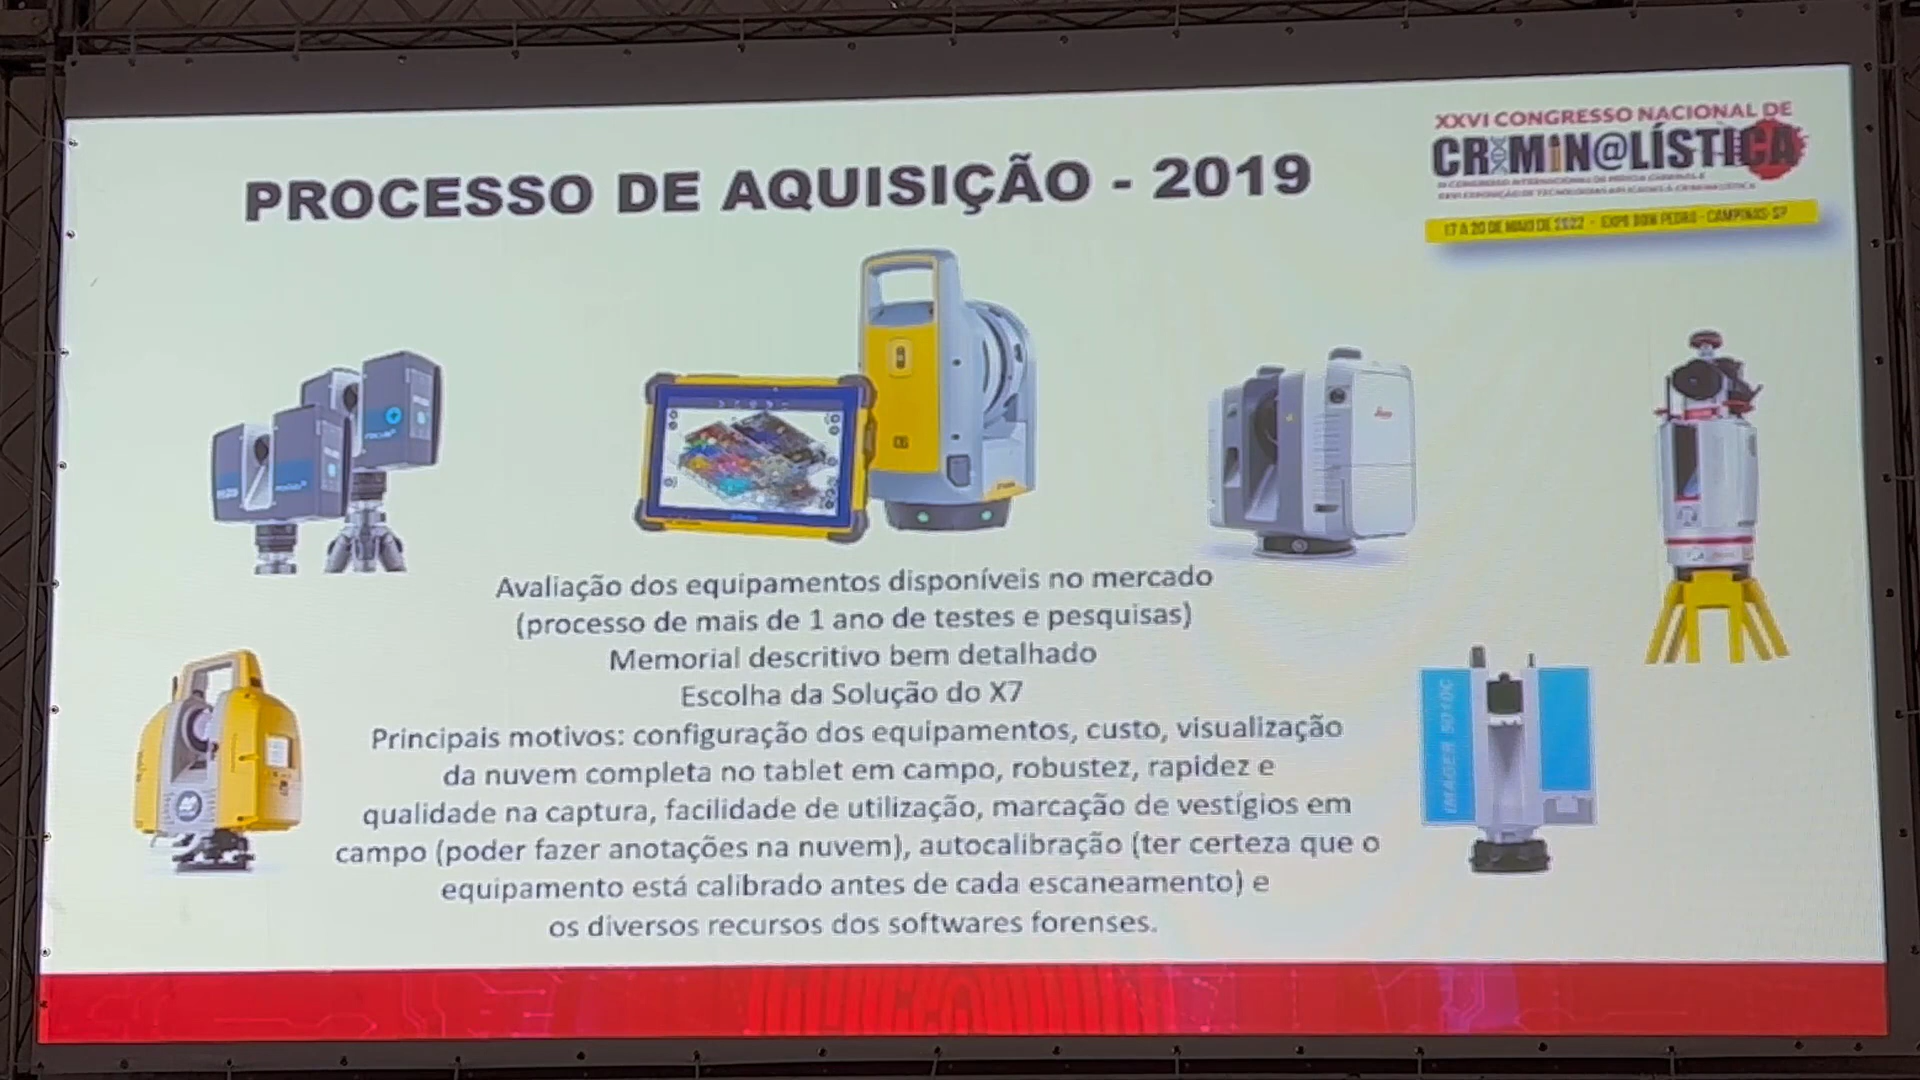 XXVI CONGRESSO NACIONAL DE
CRIMIN@LÍSTICA
17 A 20 DE MAIO DE 2022 - EXPO DOM PEDRO - CAMPINAS-SP
PROCESSO DE AQUISIÇÃO - 2019
Avaliação dos equipamentos disponíveis no mercado
(processo de mais de 1 ano de testes e pesquisas)
Memorial descritivo bem detalhado
Escolha da Solução do X7
Principais motivos: configuração dos equipamentos, custo, visualização
da nuvem completa no tablet em campo, robustez, rapidez e
qualidade na captura, facilidade de utilização, marcação de vestígios em
campo (poder fazer anotações na nuvem), autocalibração (ter certeza que o
equipamento está calibrado antes de cada escaneamento) e
os diversos recursos dos softwares forenses.
IMAGER 5010C